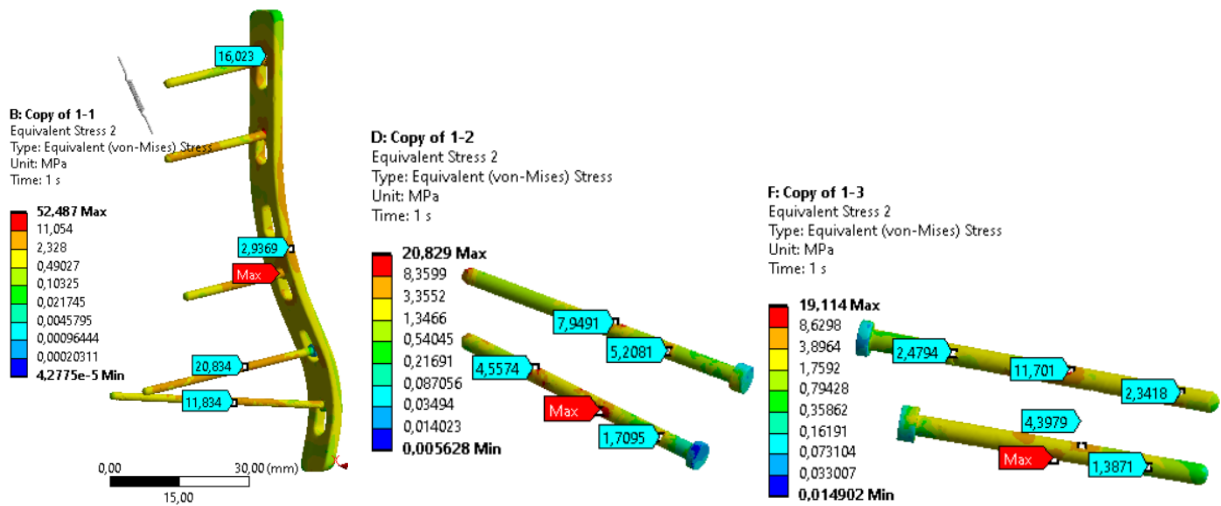 B: Copy of 1-1
Equivalent Stress 2
Type: Equivalent (von-Mises) Stress
Unit: MPa
Time: 1 s
52,487 Max
11,054
2,328
0,49027
0,10325
0,021745
0,0045795
0,00096444
0,00020311
4,2775e-5 Min
16,023
2,9369
Max
20,834
11,834
0,00
30,00 (mm)
15,00
D: Copy of 1-2
Equivalent Stress 2
Type: Equivalent (von-Mises) Stress
Unit: MPa
Time: 1 s
20,829 Max
8,3599
3,3552
1,3466
0,54045
0,21691
0,087056
0,03494
0,014023
0,005628 Min
7,9491
5,2081
4,5574
Max
1,7095
F: Copy of 1-3
Equivalent Stress 2
Type: Equivalent (von-Mises) Stress
Unit: MPa
Time: 1 s
19,114 Max
8,6298
3,8964
1,7592
0,79428
0,35862
0,16191
0,073104
0,033007
0,014902 Min
2,4794
11,701
2,3418
4,3979
Max
1,3871